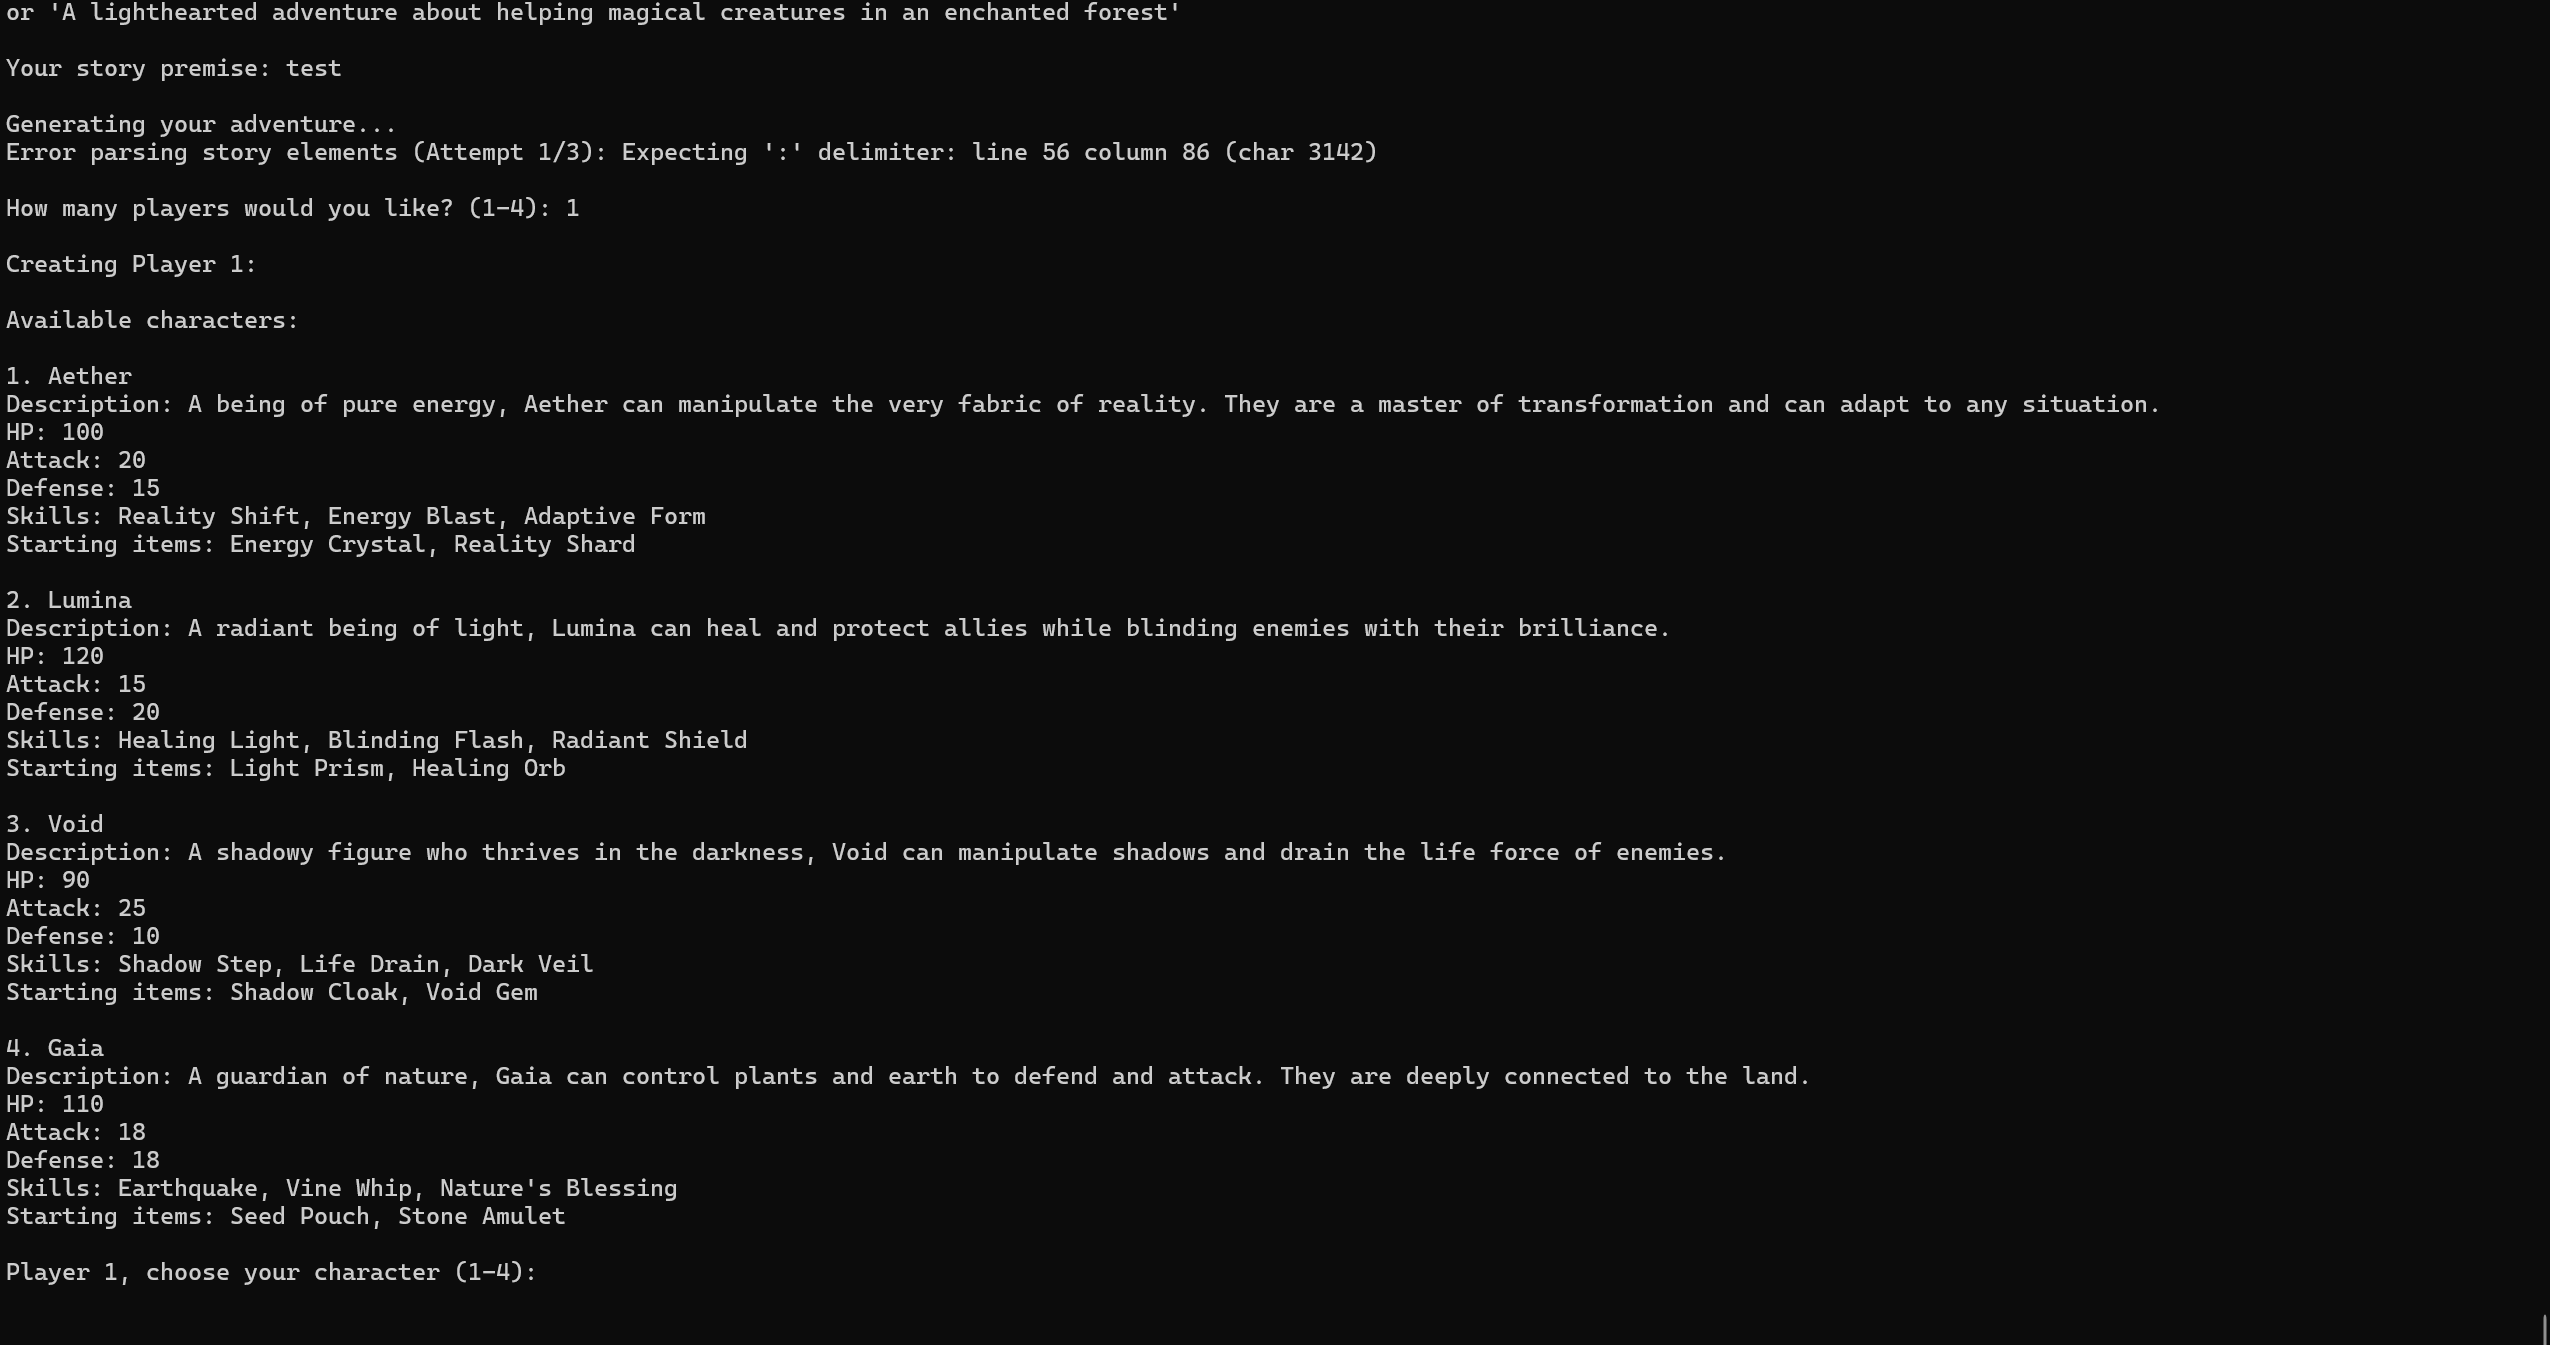 or 'A lighthearted adventure about helping magical creatures in an enchanted forest'
Your story premise: test
Generating your adventure...
Error parsing story elements (Attempt 1/3): Expecting ':' delimiter: line 56 column 86 (char 3142)
How many players would you like? (1-4): 1
Creating Player 1:
Available characters:
1. Aether
Description: A being of pure energy, Aether can manipulate the very fabric of reality. They are a master of transformation and can adapt to any situation.
HP: 100
Attack: 20
Defense: 15
Skills: Reality Shift, Energy Blast, Adaptive Form
Starting items: Energy Crystal, Reality Shard
2. Lumina
Description: A radiant being of light, Lumina can heal and protect allies while blinding enemies with their brilliance.
HP: 120
Attack: 15
Defense: 20
Skills: Healing Light, Blinding Flash, Radiant Shield
Starting items: Light Prism, Healing Orb
3. Void
Description: A shadowy figure who thrives in the darkness, Void can manipulate shadows and drain the life force of enemies.
HP: 90
Attack: 25
Defense: 10
Skills: Shadow Step, Life Drain, Dark Veil
Starting items: Shadow Cloak, Void Gem
4. Gaia
Description: A guardian of nature, Gaia can control plants and earth to defend and attack. They are deeply connected to the land.
HP: 110
Attack: 18
Defense: 18
Skills: Earthquake, Vine Whip, Nature's Blessing
Starting items: Seed Pouch, Stone Amulet
Player 1, choose your character (1-4):